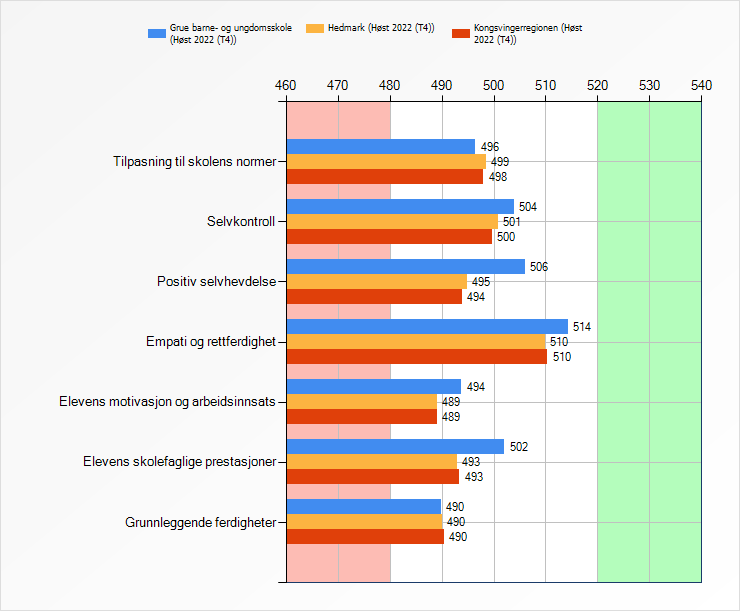 Grue barne- og ungdomsskole
(Høst 2022 (T4))
Hedmark (Høst 2022 (T4))
Kongsvingerregionen (Høst
2022 (T4))
460 470 480 490 500 510 520 530 540
Tilpasning til skolens normer
496
499
498
Selvkontroll
504
501
500
Positiv selvhevdelse
506
495
494
Empati og rettferdighet
514
510
510
Elevens motivasjon og arbeidsinnsats
494
489
489
Elevens skolefaglige prestasjoner
502
493
493
Grunnleggende ferdigheter
490
490
490